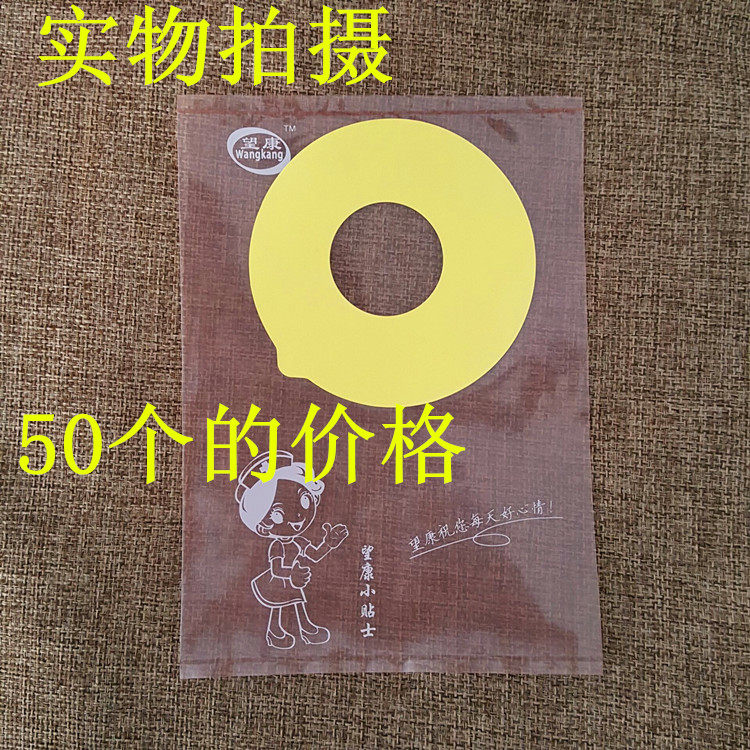 实物拍摄
TM
望康
Wangkang
50个的价格
望康祝您每天好心情!
望康小贴士